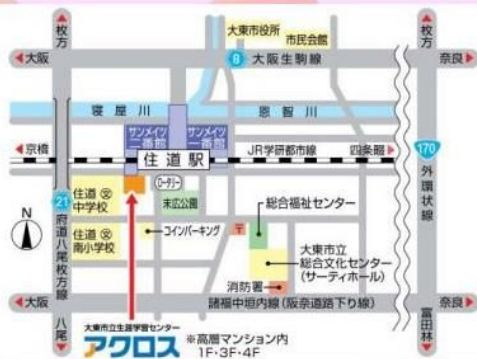 枚方
大東市役所
市民会館
枚方
大阪
8
大阪生駒線
奈良
寝屋川
恩智川
サンメイツ
二番館
サンメイツ
一番館
京橋
住道駅
JR学研都市線
四条畷
170
住道
中学校
ロータリー
末広公園
総合福祉センター
外環状線
21
府道八尾枚方線
N
住道
南小学校
コインパーキング
〒
大東市立
総合文化センター
(サーティホール)
消防署
大阪
諸福中垣内線(阪奈道路下り線)
奈良
八尾
富田林
大東市立生涯学習センター
アクロス
※高層マンション内
1F・3F・4F